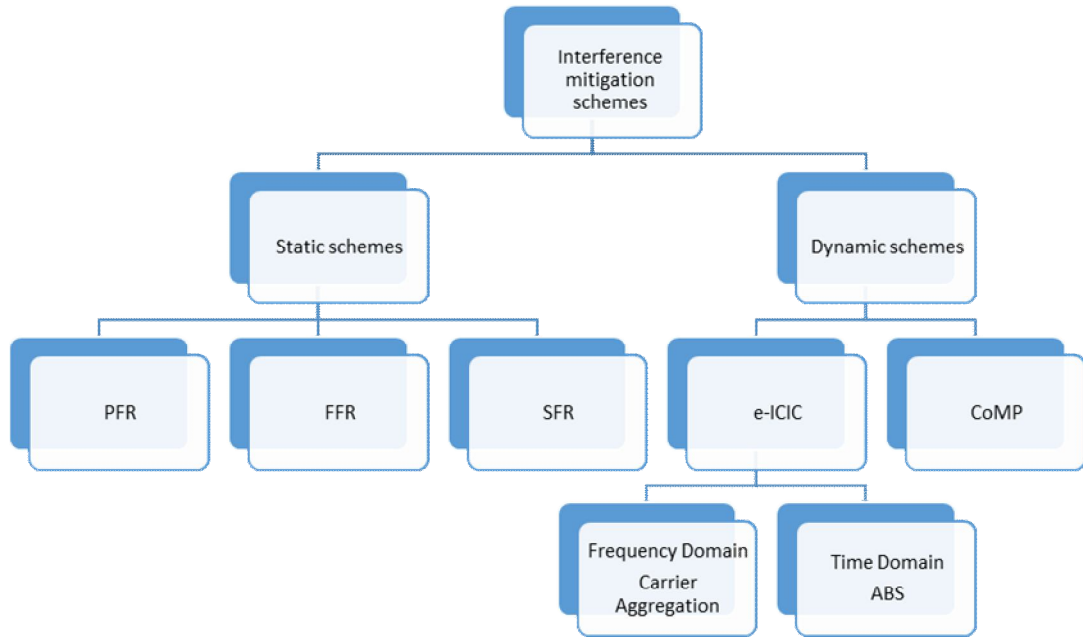 Interference
mitigation
schemes
Static schemes
Dynamic schemes
PFR
FFR
SFR
e-ICIC
CoMP
Frequency Domain
Carrier
Aggregation
Time Domain
ABS